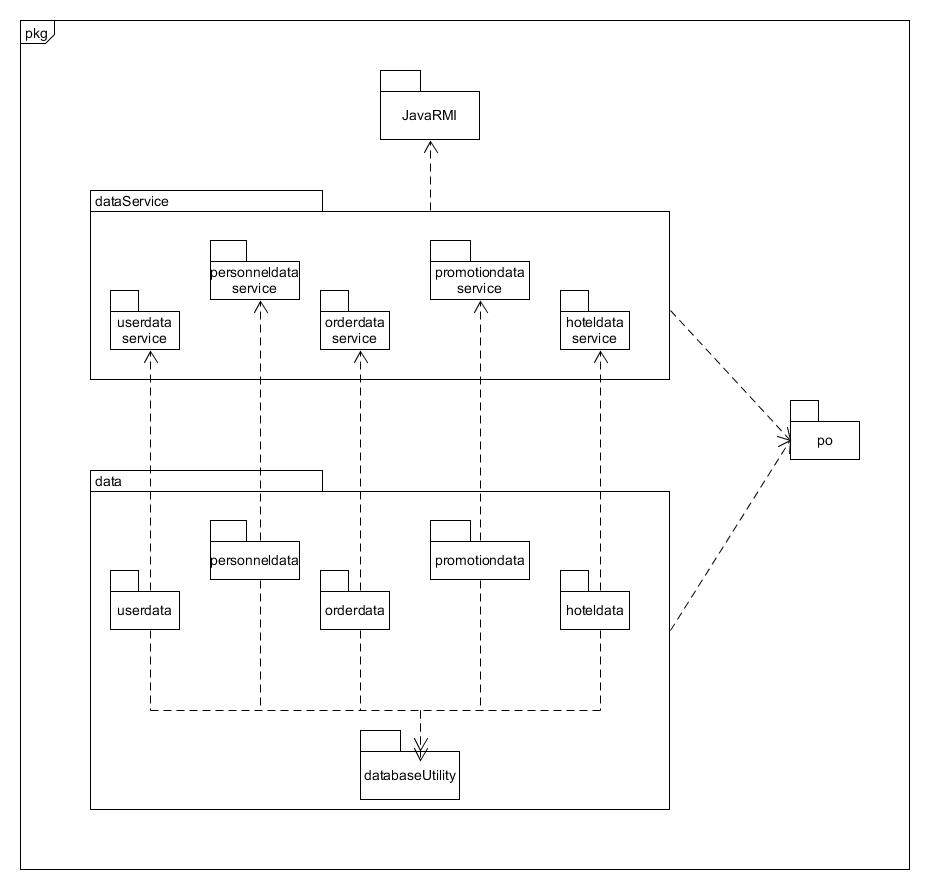 pkg
JavaRMI
dataService
personneldata
service
promotiondata
service
userdata
service
orderdata
service
hoteldata
service
po
data
personneldata
promotiondata
userdata
orderdata
hoteldata
databaseUtility